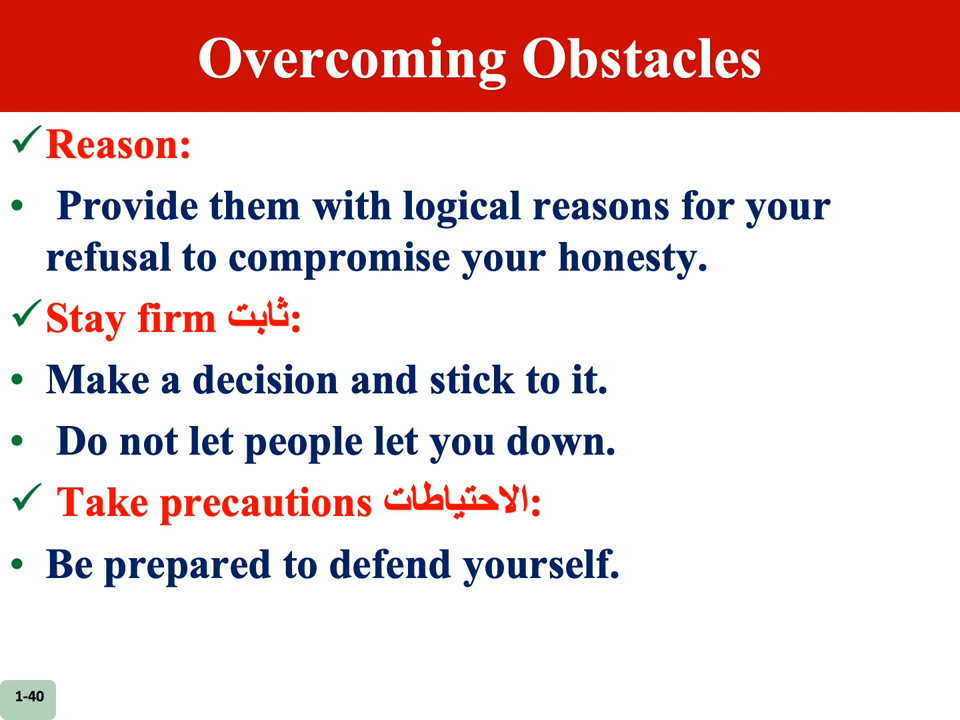 Overcoming Obstacles
✓ Reason:
• Provide them with logical reasons for your
refusal to compromise your honesty.
✓ Stay firm ثابت:
• Make a decision and stick to it.
• Do not let people let you down.
✓ Take precautions الاحتياطات:
• Be prepared to defend yourself.
1-40